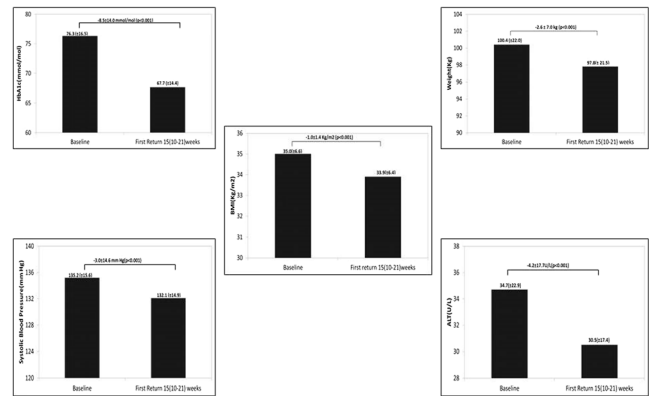 -8.5±14.0 mmol/mol (p<0.001)
76.3(±16.5)
67.7(±14.4)
HbA1c(mmol/mol)
80
75
70
65
60
Baseline
First Return 15(10-21)weeks
-2.6 ± 7.0 kg (p<0.001)
100.4 (±22.0)
97.8(± 21.5)
Weight(Kg)
104
102
100
98
96
94
92
90
Baseline
First Return 15(10-21)weeks
-1.0±1.4 Kg/m2 (p<0.001)
35.0(±6.6)
33.9(±6.4)
BMI(Kg/m2)
36
35
34
33
32
31
30
Baseline
First return 15(10-21)weeks
-3.0±14.6 mm Hg(p<0.001)
135.2(±15.6)
132.1 (±14.9)
Systolic Blood Pressure(mm Hg)
140
136
132
128
124
120
Baseline
First Return 15(10-21) weeks
-4.2±17.7U/L(p<0.001)
34.7(±22.9)
30.5(±17.4)
ALT(U/L)
38
36
34
32
30
28
Baseline
First Return 15(10-21) weeks